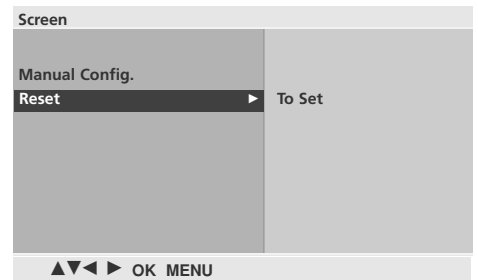 Screen
Manual Config.
Reset ► To Set
▲▼◄ ► OK MENU